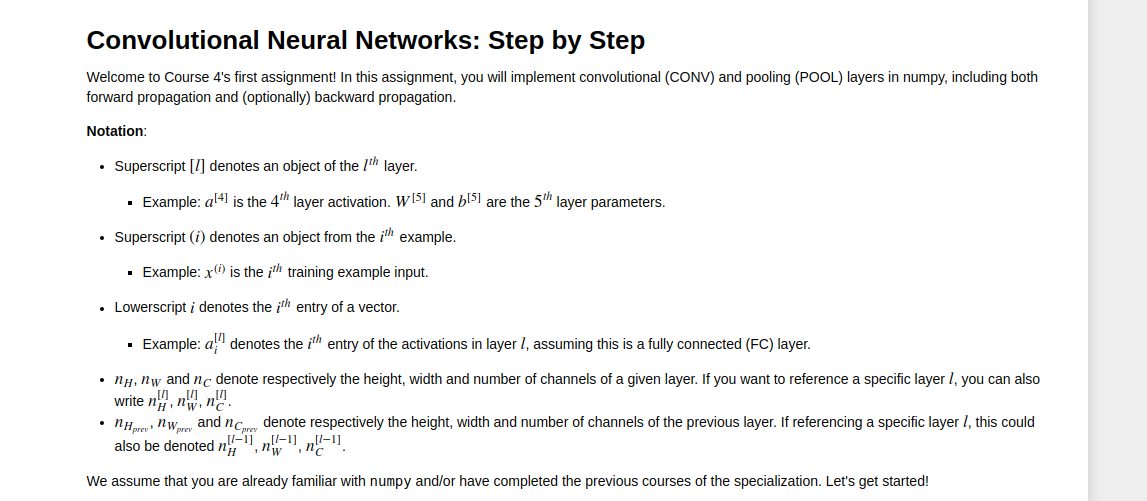 Convolutional Neural Networks: Step by Step
Welcome to Course 4's first assignment! In this assignment, you will implement convolutional (CONV) and pooling (POOL) layers in numpy, including both
forward propagation and (optionally) backward propagation.
Notation:
• Superscript [l] denotes an object of the l^{th} layer.
▪ Example: a^{[4]} is the 4^{th} layer activation. W^{[5]} and b^{[5]} are the 5^{th} layer parameters.
• Superscript (i) denotes an object from the i^{th} example.
▪ Example: x^{(i)} is the i^{th} training example input.
• Lowerscript i denotes the i^{th} entry of a vector.
▪ Example: a_i^{[l]} denotes the i^{th} entry of the activations in layer l, assuming this is a fully connected (FC) layer.
• n_H, n_W and n_C denote respectively the height, width and number of channels of a given layer. If you want to reference a specific layer l, you can also
write n_H^{[l]}, n_W^{[l]}, n_C^{[l]}.
• n_{H_{prev}}, n_{W_{prev}} and n_{C_{prev}} denote respectively the height, width and number of channels of the previous layer. If referencing a specific layer l, this could
also be denoted n_H^{[l-1]}, n_W^{[l-1]}, n_C^{[l-1]}.
We assume that you are already familiar with numpy and/or have completed the previous courses of the specialization. Let's get started!